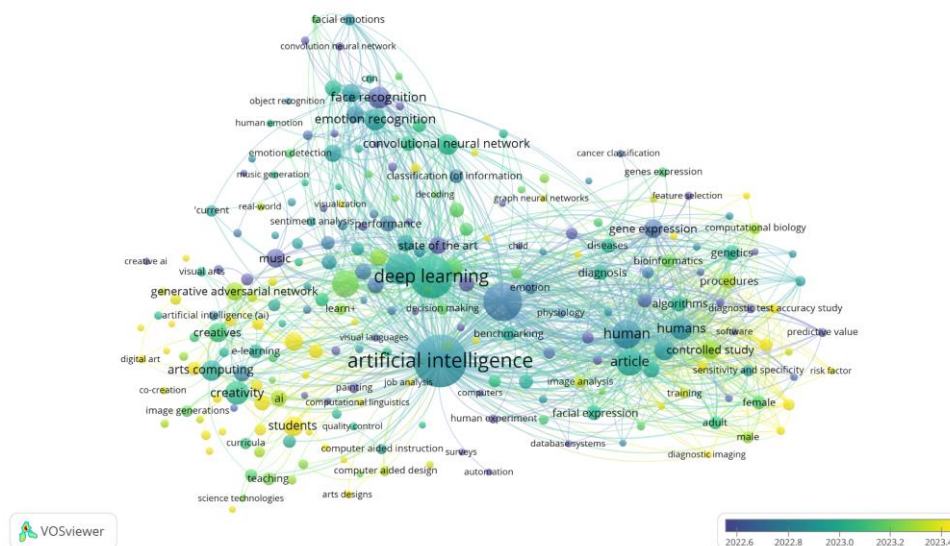 facial emotions
convolution neural network
cnn
face recognition
object recognition
human emotion
emotion recognition
convolutional neural network
emotion detection
cancer classification
music generation
classification (of information
genes expression
decoding
graph neural networks
feature selection
'current
real-world
visualization
sentiment analysis
performance
gene expression
computational biology
state of the art
child
diseases
genetics
creative ai
music
bioinformatics
visual arts
deep learning
diagnosis
procedures
generative adversarial network
emotion
learn+
decision making
physiology
algorithms
diagnostic test accuracy study
artificial intelligence (ai)
creatives
visual languages
benchmarking
human
humans
software
predictive value
e-learning
controlled study
digital art
artificial intelligence
article
arts computing
job analysis
image analysis
sensitivity and specificity
risk factor
co-creation
creativity
painting
computers
training
ai
computational linguistics
female
image generations
facial expression
human experiment
adult
students
quality control
male
curricula
database systems
computer aided instruction
surveys
diagnostic imaging
computer aided design
automation
teaching
science technologies
arts designs
VOSviewer
2022.6 2022.8 2023.0 2023.2